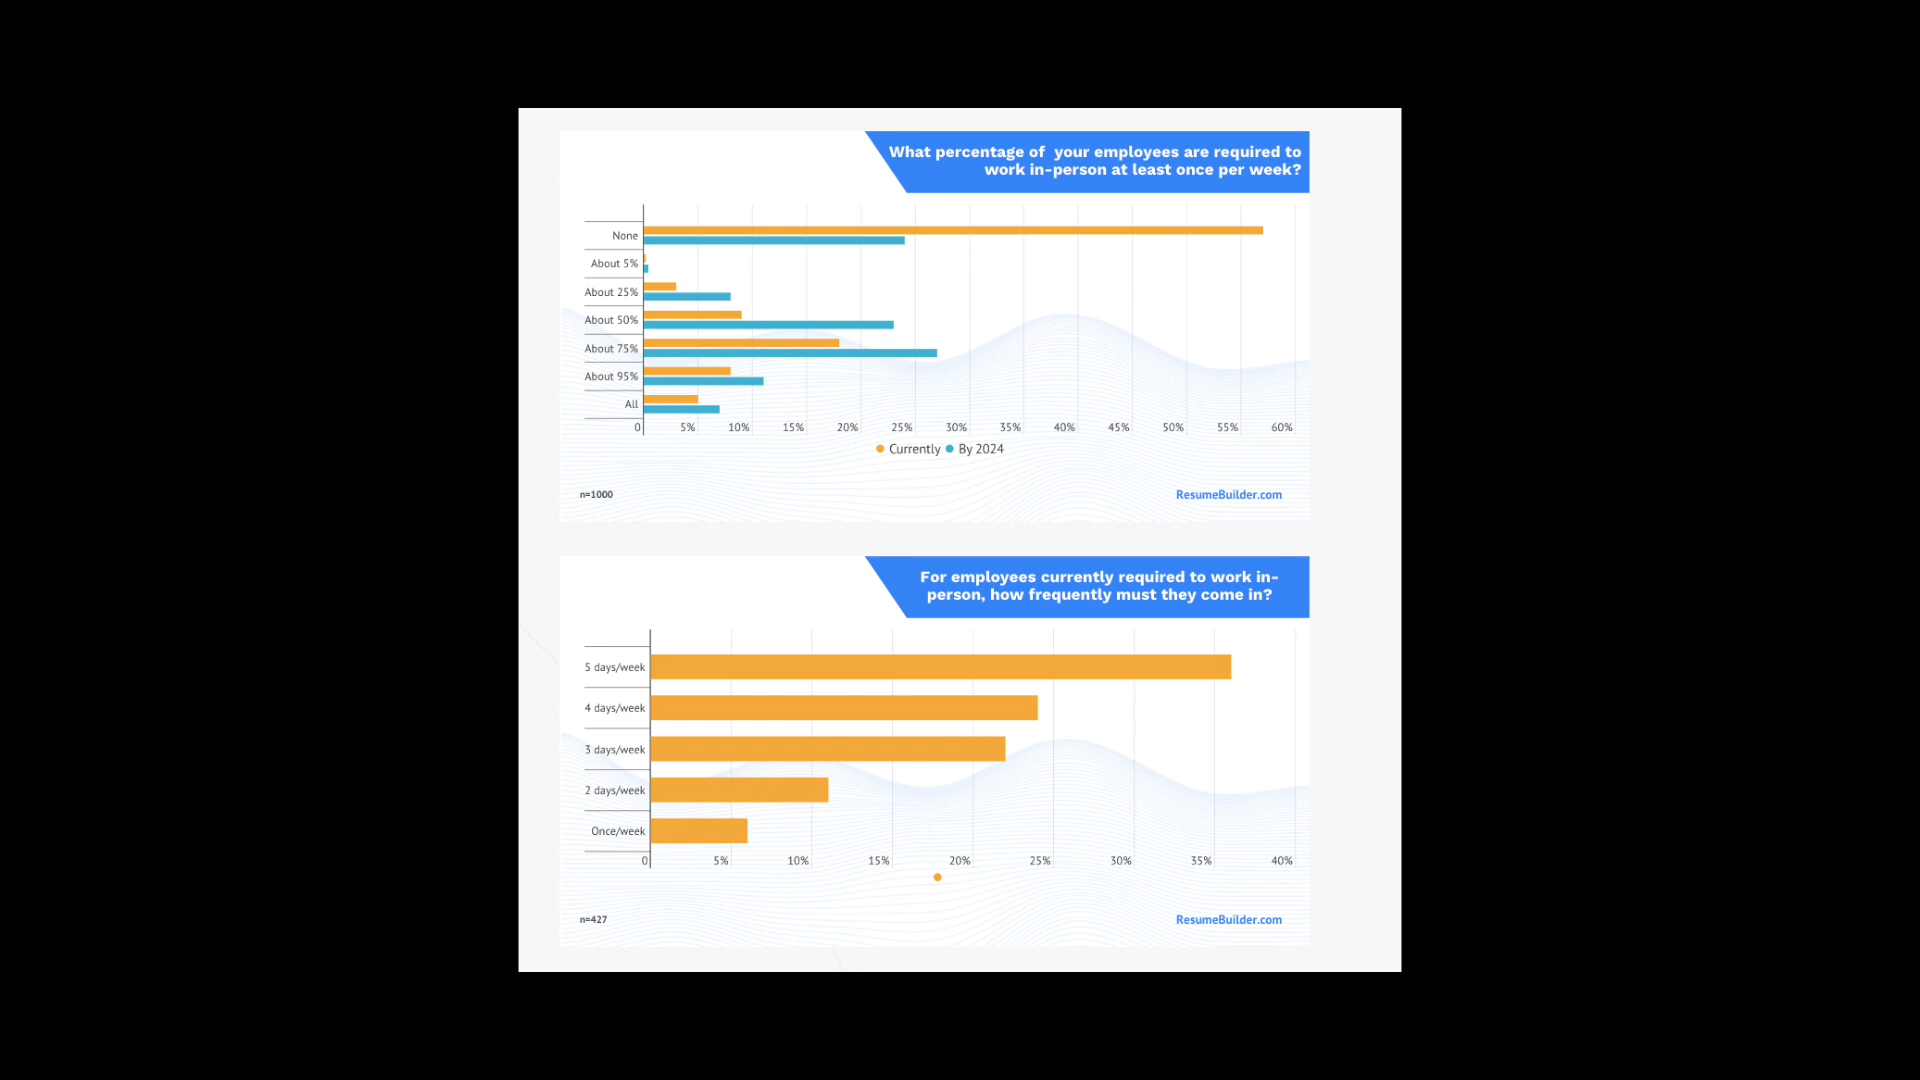 What percentage of your employees are required to
work in-person at least once per week?
None
About 5%
About 25%
About 50%
About 75%
About 95%
All
0 5% 10% 15% 20% 25% 30% 35% 40% 45% 50% 55% 60%
Currently By 2024
n=1000
ResumeBuilder.com
For employees currently required to work in-
person, how frequently must they come in?
5 days/week
4 days/week
3 days/week
2 days/week
Once/week
0 5% 10% 15% 20% 25% 30% 35% 40%
n=427
ResumeBuilder.com